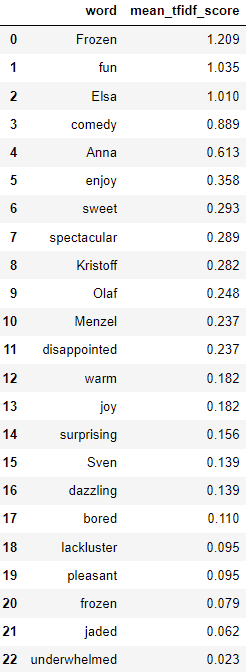 word mean_tfidf_score
0 Frozen 1.209
1 fun 1.035
2 Elsa 1.010
3 comedy 0.889
4 Anna 0.613
5 enjoy 0.358
6 sweet 0.293
7 spectacular 0.289
8 Kristoff 0.282
9 Olaf 0.248
10 Menzel 0.237
11 disappointed 0.237
12 warm 0.182
13 joy 0.182
14 surprising 0.156
15 Sven 0.139
16 dazzling 0.139
17 bored 0.110
18 lackluster 0.095
19 pleasant 0.095
20 frozen 0.079
21 jaded 0.062
22 underwhelmed 0.023